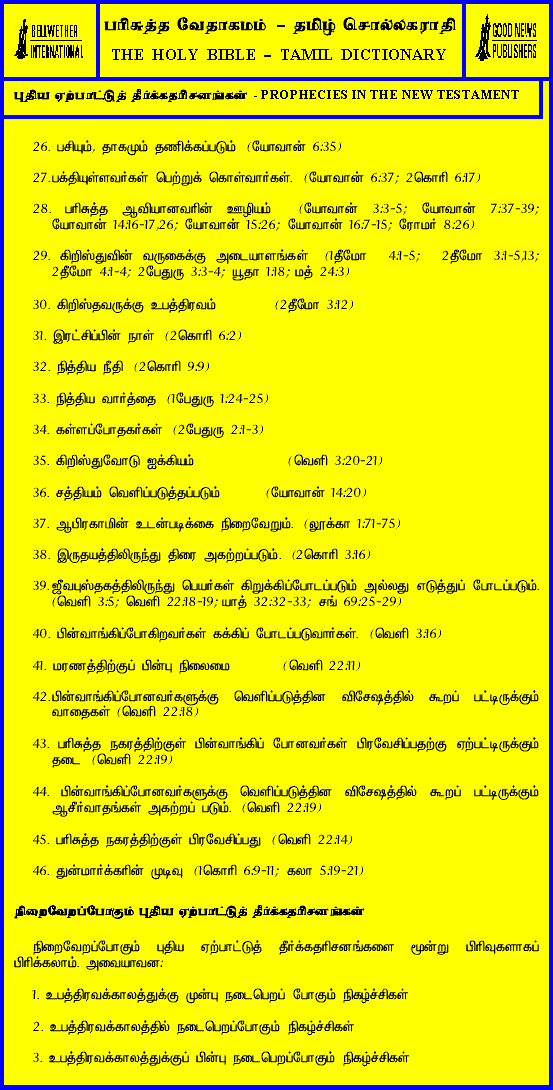 BELLWETHER
INTERNATIONAL
பரிசுத்த வேதாகமம் – தமிழ் சொல்லகராதி
THE HOLY BIBLE – TAMIL DICTIONARY
GOOD NEWS
PUBLISHERS
புதிய ஏற்பாட்டுத் தீர்க்கதரிசனங்கள் - PROPHECIES IN THE NEW TESTAMENT
26. பசியும், தாகமும் தணிக்கப்படும் (யோவான் 6:35)
27.பக்தியுள்ளவர்கள் பெற்றுக் கொள்வார்கள். (யோவான் 6:37; 2கொரி 6:17)
28. பரிசுத்த ஆவியானவரின் ஊழியம் (யோவான் 3:3-5; யோவான் 7:37-39;
யோவான் 14:16-17,26; யோவான் 15:26; யோவான் 16:7-15; ரோமர் 8:26)
29. கிறிஸ்துவின் வருகைக்கு அடையாளங்கள் (1தீமோ 4:1-5; 2தீமோ 3:1-5,13;
2தீமோ 4:1-4; 2பேதுரு 3:3-4; யூதா 1:18; மத் 24:3)
30. கிறிஸ்தவருக்கு உபத்திரவம் (2தீமோ 3:12)
31. இரட்சிப்பின் நாள் (2கொரி 6:2)
32. நித்திய நீதி (2கொரி 9:9)
33. நித்திய வார்த்தை (1பேதுரு 1:24-25)
34. கள்ளப்போதகர்கள் (2பேதுரு 2:1-3)
35. கிறிஸ்துவோடு ஐக்கியம் (வெளி 3:20-21)
36. சத்தியம் வெளிப்படுத்தப்படும் (யோவான் 14:20)
37. ஆபிரகாமின் உடன்படிக்கை நிறைவேறும். (லூக்கா 1:71-75)
38. இருதயத்திலிருந்து திரை அகற்றப்படும். (2கொரி 3:16)
39.ஜீவபுஸ்தகத்திலிருந்து பெயர்கள் கிறுக்கிப்போடப்படும் அல்லது எடுத்துப் போடப்படும்.
(வெளி 3:5; வெளி 22:18-19; யாத் 32:32-33; சங் 69:25-29)
40. பின்வாங்கிப்போகிறவர்கள் கக்கிப் போடப்படுவார்கள். (வெளி 3:16)
41. மரணத்திற்குப் பின்பு நிலைமை (வெளி 22:11)
42.பின்வாங்கிப்போனவர்களுக்கு வெளிப்படுத்தின விசேஷத்தில் கூறப் பட்டிருக்கும்
வாதைகள் (வெளி 22:18)
43. பரிசுத்த நகரத்திற்குள் பின்வாங்கிப் போனவர்கள் பிரவேசிப்பதற்கு ஏற்பட்டிருக்கும்
தடை (வெளி 22:19)
44. பின்வாங்கிப்போனவர்களுக்கு வெளிப்படுத்தின விசேஷத்தில் கூறப் பட்டிருக்கும்
ஆசீர்வாதங்கள் அகற்றப் படும். (வெளி 22:19)
45. பரிசுத்த நகரத்திற்குள் பிரவேசிப்பது (வெளி 22:14)
46. துன்மார்க்கரின் முடிவு (1கொரி 6:9-11; கலா 5:19-21)
நிறைவேறப்போகும் புதிய ஏற்பாட்டுத் தீர்க்கதரிசனங்கள்
நிறைவேறப்போகும் புதிய ஏற்பாட்டுத் தீர்க்கதரிசனங்களை மூன்று பிரிவுகளாகப்
பிரிக்கலாம். அவையாவன:
1. உபத்திரவக்காலத்துக்கு முன்பு நடைபெறப் போகும் நிகழ்ச்சிகள்
2. உபத்திரவக்காலத்தில் நடைபெறப்போகும் நிகழ்ச்சிகள்
3. உபத்திரவக்காலத்துக்குப் பின்பு நடைபெறப்போகும் நிகழ்ச்சிகள்